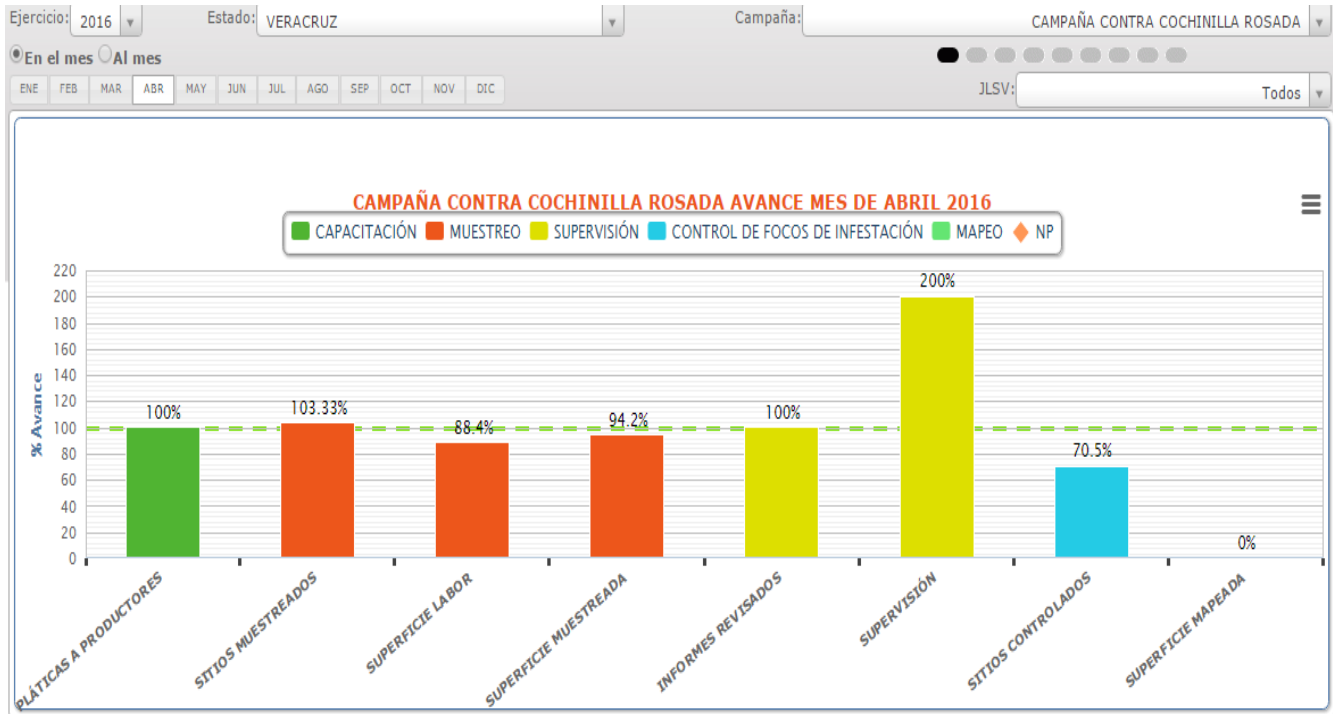 Ejercicio: 2016 Estado: VERACRUZ Campaña: CAMPAÑA CONTRA COCHINILLA ROSADA
En el mes Al mes
ENE FEB MAR ABR MAY JUN JUL AGO SEP OCT NOV DIC JLSV: Todos
CAMPAÑA CONTRA COCHINILLA ROSADA AVANCE MES DE ABRIL 2016
CAPACITACIÓN MUESTREO SUPERVISIÓN CONTROL DE FOCOS DE INFESTACIÓN MAPEO NP
% Avance
220
200
180
160
140
120
100
80
60
40
20
0
100%
103.33%
88.4%
94.2%
100%
200%
70.5%
0%
PLÁTICAS A PRODUCTORES
SITIOS MUESTREADOS
SUPERFICIE LABOR
SUPERFICIE MUESTREADA
INFORMES REVISADOS
SUPERVISIÓN
SITIOS CONTROLADOS
SUPERFICIE MAPEADA